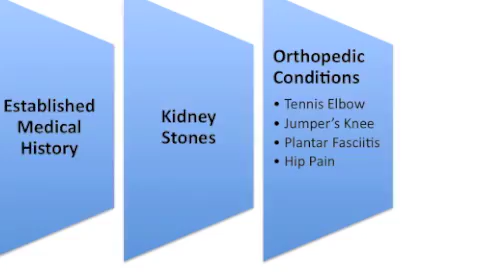 Established
Medical
History
Kidney
Stones
Orthopedic
Conditions
• Tennis Elbow
• Jumper's Knee
• Plantar Fasciitis
• Hip Pain